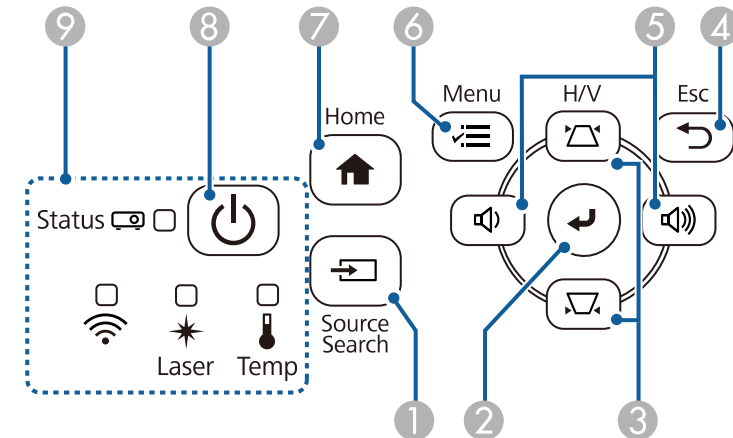 9 8 7 6 5 4
Menu H/V Esc
Home
Status
Source
Search
Laser Temp
1 2 3